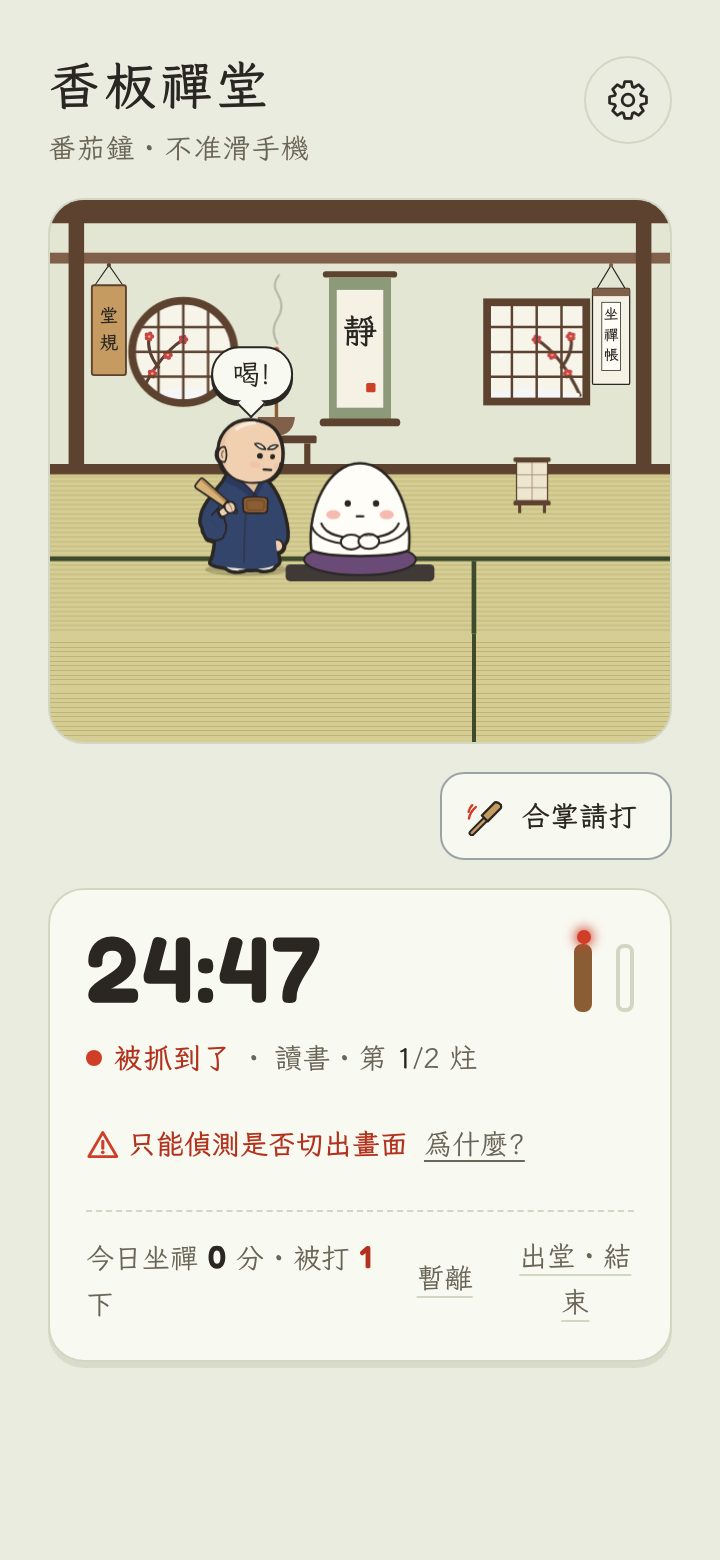 香板禪堂
番茄鐘・不准滑手機
堂規
靜
坐禪帳
喝!
合掌請打
24:47
被抓到了 ・ 讀書・第 1/2 炷
只能偵測是否切出畫面 爲什麼?
今日坐禪 0 分・被打 1
下
暫離
出堂・結
束